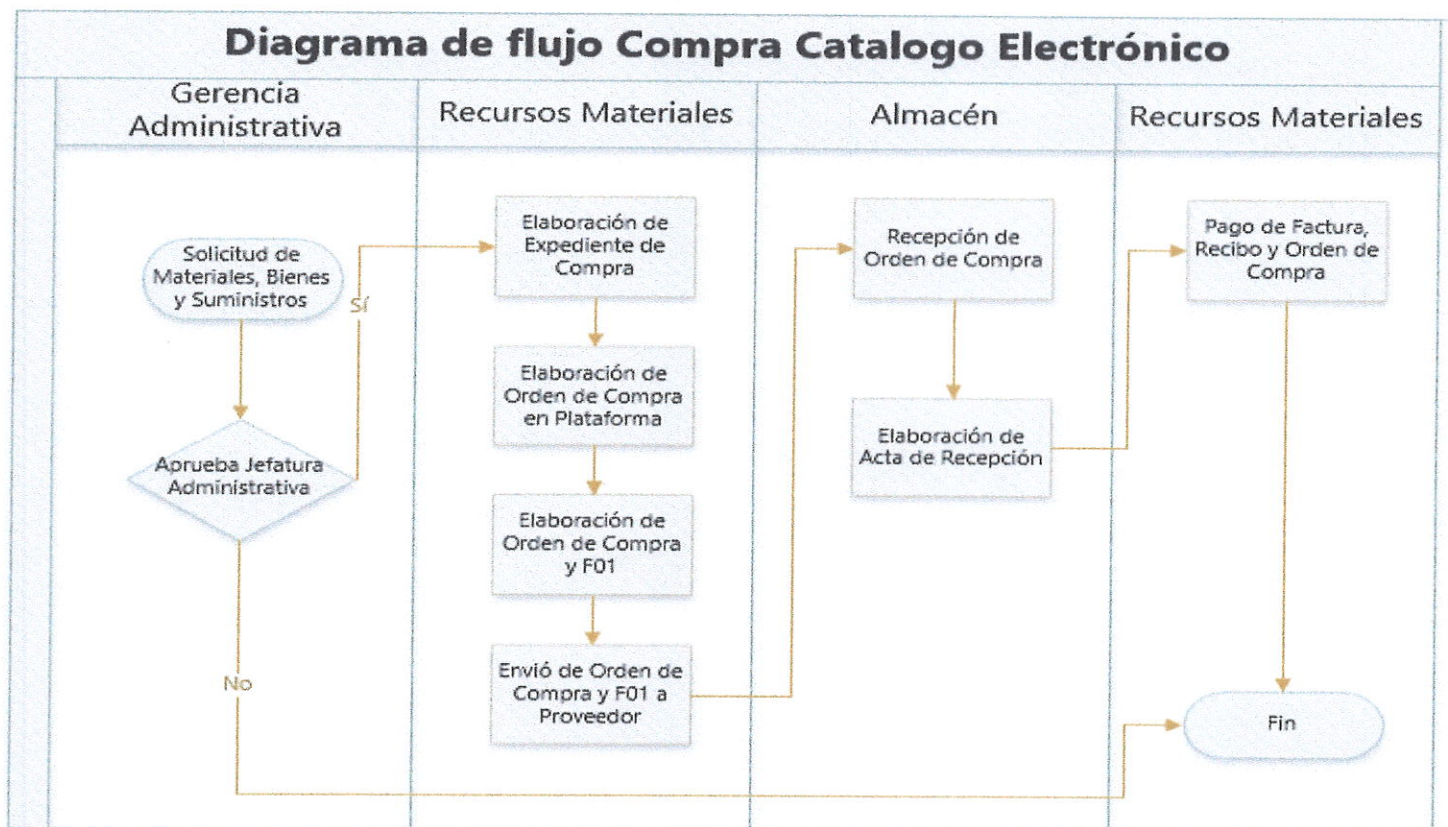 Diagrama de flujo Compra Catalogo Electrónico
Gerencia
Administrativa
Recursos Materiales
Almacén
Recursos Materiales
Solicitud de
Materiales, Bienes
y Suministros
Aprueba Jefatura
Administrativa
Sí
No
Elaboración de
Expediente de
Compra
Elaboración de
Orden de Compra
en Plataforma
Elaboración de
Orden de Compra
y F01
Envió de Orden de
Compra y F01 a
Proveedor
Recepción de
Orden de Compra
Elaboración de
Acta de Recepción
Pago de Factura,
Recibo y Orden de
Compra
Fin